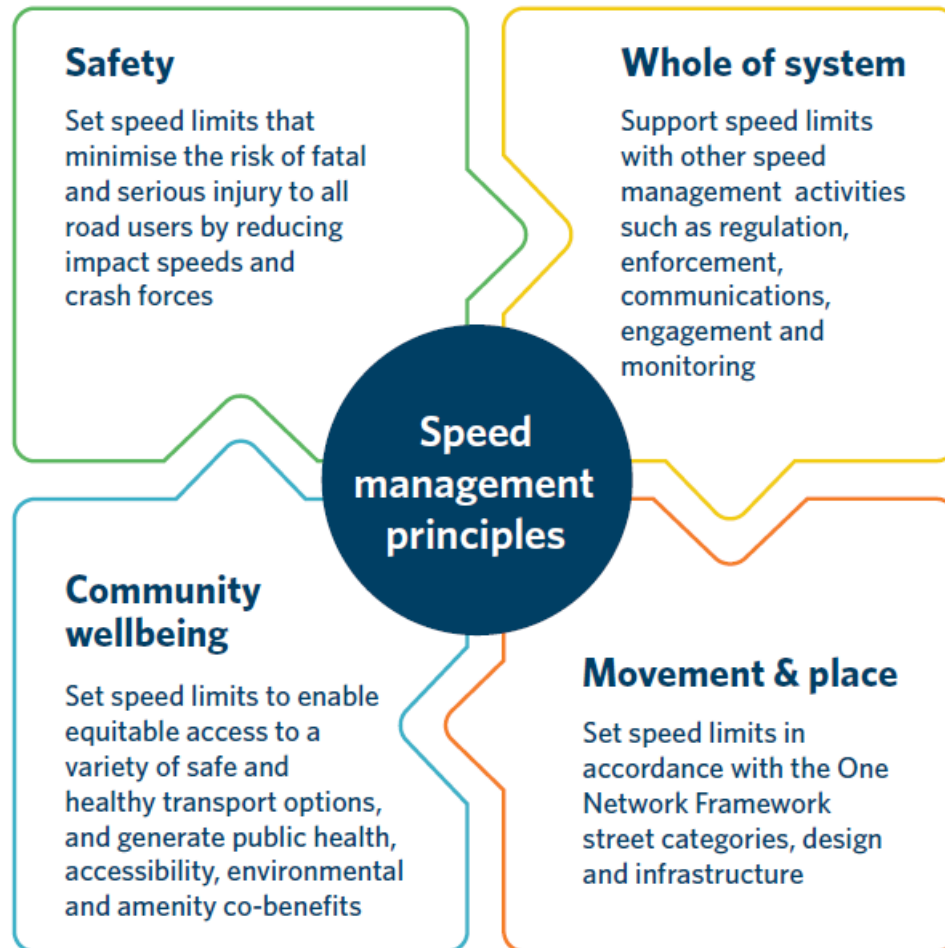 Safety
Set speed limits that
minimise the risk of fatal
and serious injury to all
road users by reducing
impact speeds and
crash forces
Whole of system
Support speed limits
with other speed
management activities
such as regulation,
enforcement,
communications,
engagement and
monitoring
Speed
management
principles
Community
wellbeing
Set speed limits to enable
equitable access to a
variety of safe and
healthy transport options,
and generate public health,
accessibility, environmental
and amenity co-benefits
Movement & place
Set speed limits in
accordance with the One
Network Framework
street categories, design
and infrastructure